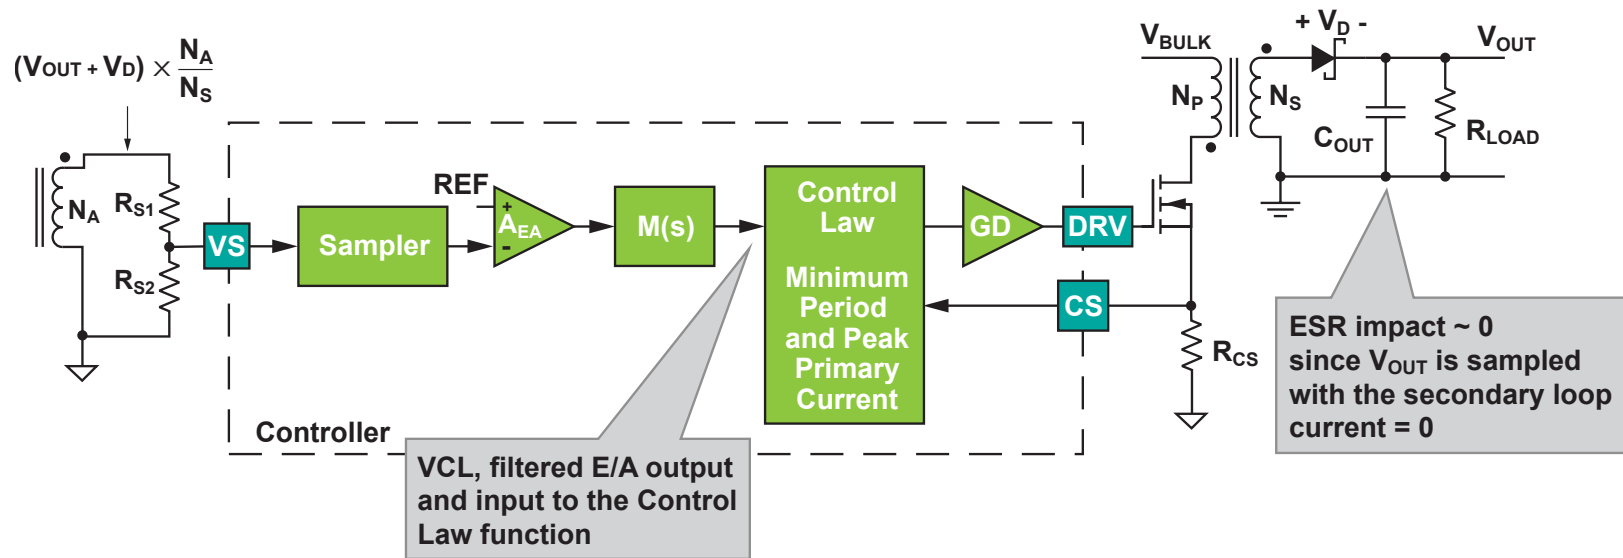 (VOUT + VD) × NA
NS
NA
RS1
RS2
VS
Sampler
REF
+
AEA
-
M(s)
Control
Law
Minimum
Period
and Peak
Primary
Current
GD
DRV
CS
Controller
VBULK
NP
NS
+ VD -
VOUT
COUT
RLOAD
RCS
VCL, filtered E/A output
and input to the Control
Law function
ESR impact ~ 0
since VOUT is sampled
with the secondary loop
current = 0